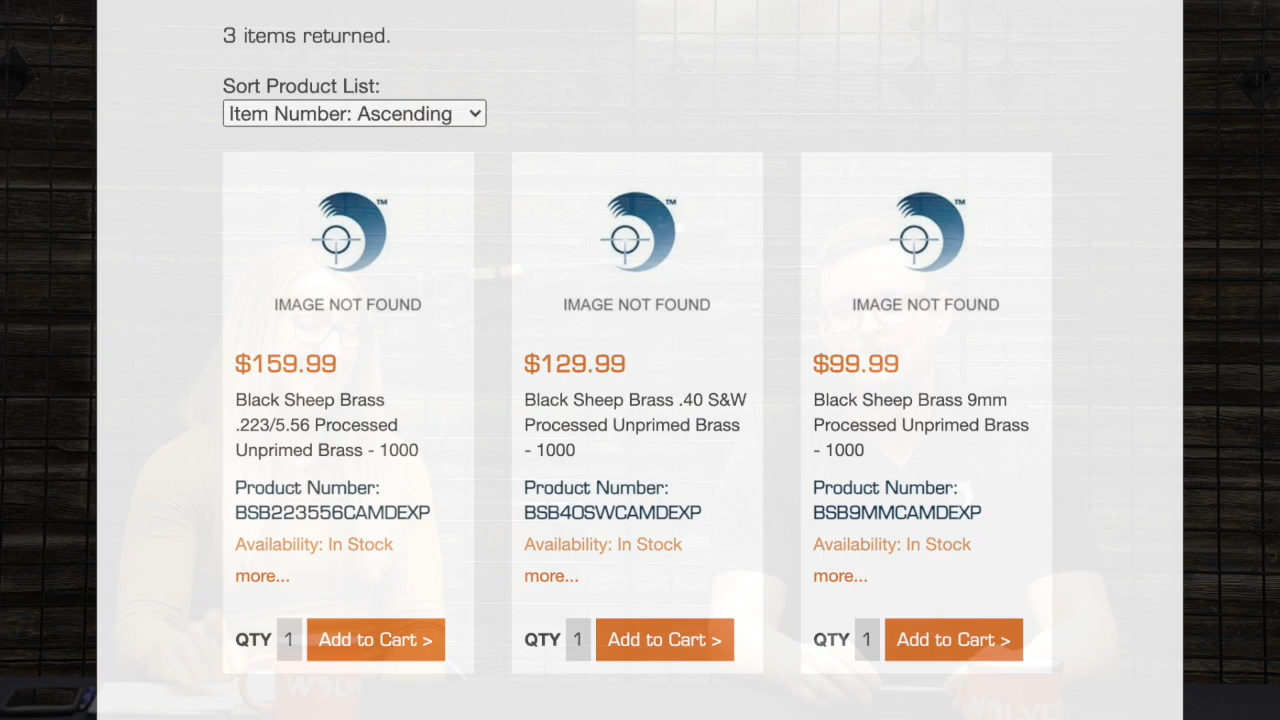 3 items returned.
Sort Product List:
Item Number: Ascending
TM
IMAGE NOT FOUND
$159.99
Black Sheep Brass
.223/5.56 Processed
Unprimed Brass - 1000
Product Number:
BSB223556CAMDEXP
Availability: In Stock
more...
QTY 1 Add to Cart >
TM
IMAGE NOT FOUND
$129.99
Black Sheep Brass .40 S&W
Processed Unprimed Brass
- 1000
Product Number:
BSB40SWCAMDEXP
Availability: In Stock
more...
QTY 1 Add to Cart >
TM
IMAGE NOT FOUND
$99.99
Black Sheep Brass 9mm
Processed Unprimed Brass
- 1000
Product Number:
BSB9MMCAMDEXP
Availability: In Stock
more...
QTY 1 Add to Cart >